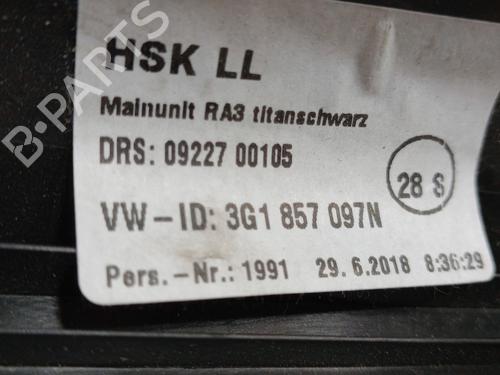 HSK LL
Mainunit RA3 titanschwarz
DRS: 09227 00105
28 S
VW-ID: 3G1 857 097N
Pers.-Nr.: 1991 29.6.2018 8:36:29
B-PARTS